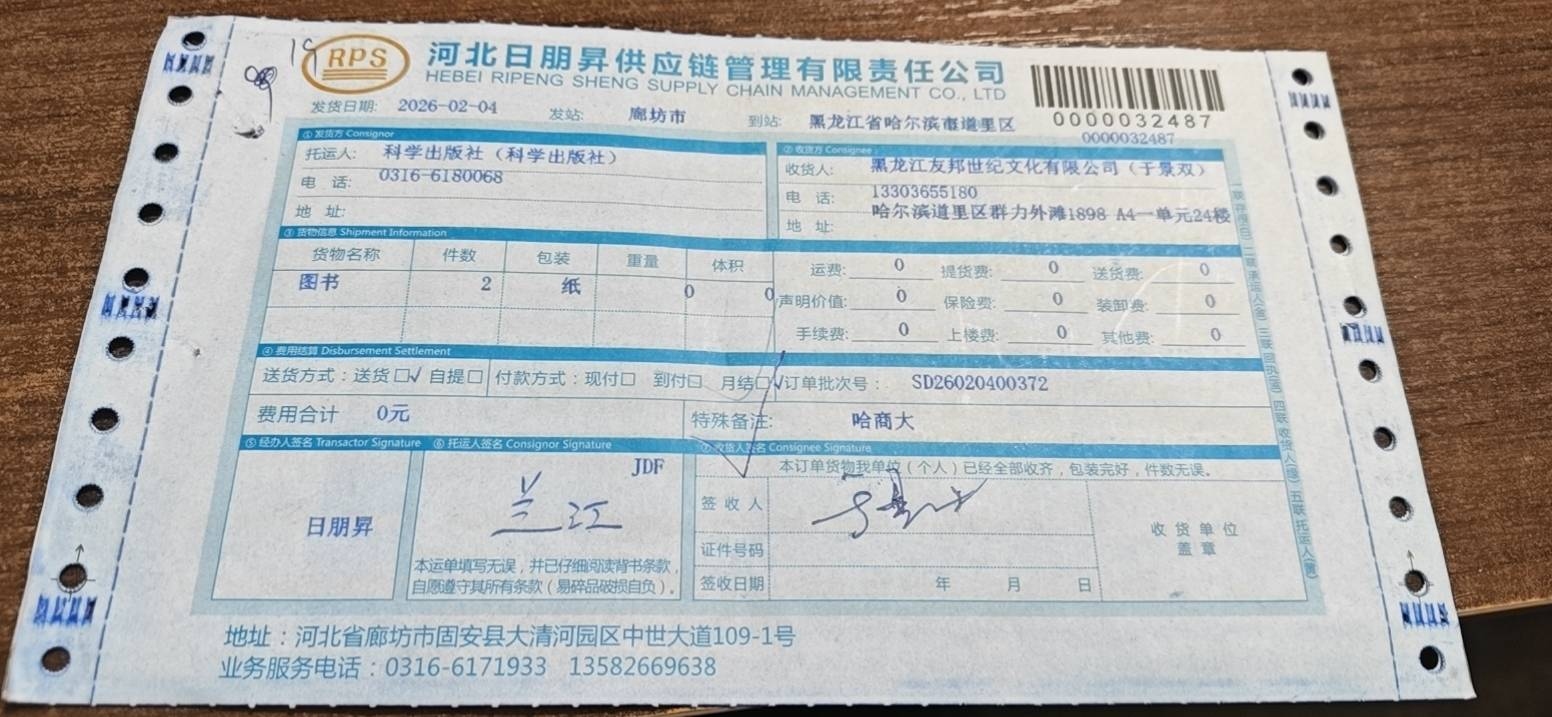 RPS
河北日朋昇供应链管理有限责任公司
HEBEI RIPENG SHENG SUPPLY CHAIN MANAGEMENT CO., LTD
0000032487
0000032487
发货日期: 2026-02-04 发站: 廊坊市 到站: 黑龙江省哈尔滨市道里区
① 发货方 Consignor
托运人: 科学出版社（科学出版社）
电 话: 0316-6180068
地 址:
② 收货方 Consignee
收货人: 黑龙江友邦世纪文化有限公司（于景双）
电 话: 13303655180
地 址: 哈尔滨道里区群力外滩1898 A4一单元24楼
③ 货物信息 Shipment Information
货物名称 件数 包装 重量 体积
图书 2 纸 0 0
运费: 0 提货费: 0 送货费: 0
声明价值: 0 保险费: 0 装卸费: 0
手续费: 0 上楼费: 0 其他费: 0
④ 费用结算 Disbursement Settlement
送货方式：送货□√ 自提□ 付款方式：现付□ 到付□ 月结□√ 订单批次号： SD26020400372
费用合计 0元 特殊备注: 哈商大
⑤ 经办人签名 Transactor Signature
日朋昇
⑥ 托运人签名 Consignor Signature
JDF
兰江
本运单填写无误，并已仔细阅读背书条款，
自愿遵守其所有条款（易碎品破损自负）。
⑦ 收货人签名 Consignee Signature
本订单货物我单位（个人）已经全部收齐，包装完好，件数无误。
签收人
证件号码
签收日期 年 月 日
收货单位
盖章
地址：河北省廊坊市固安县大清河园区中世大道109-1号
业务服务电话：0316-6171933 13582669638